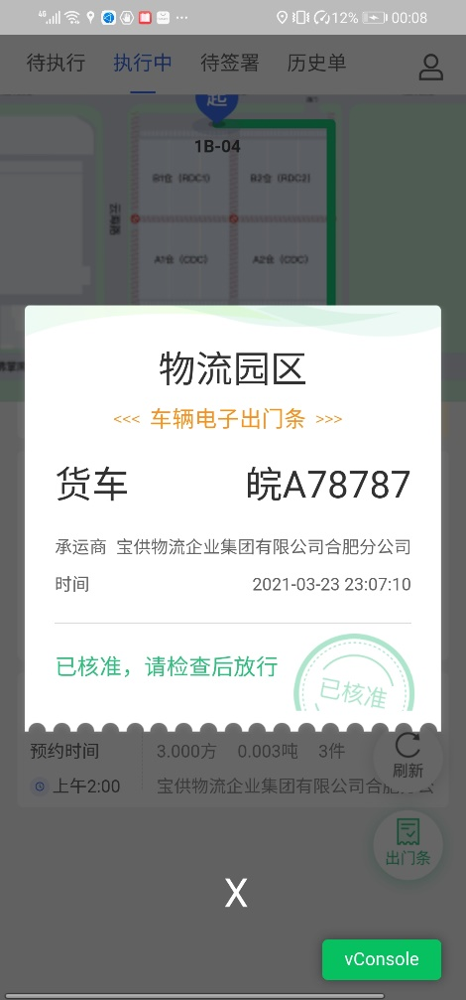 12% 00:08
待执行 执行中 待签署 历史单
起
1B-04
B1仓 (RDC1) B2仓 (RDC2)
A1仓 (CDC) A2仓 (CDC)
物流园区
<<< 车辆电子出门条 >>>
货车 皖A78787
承运商 宝供物流企业集团有限公司合肥分公司
时间 2021-03-23 23:07:10
已核准，请检查后放行
已核准
预约时间 3.000方 0.003吨 3件
刷新
上午2:00 宝供物流企业集团有限公司合肥分公
出门条
X
vConsole